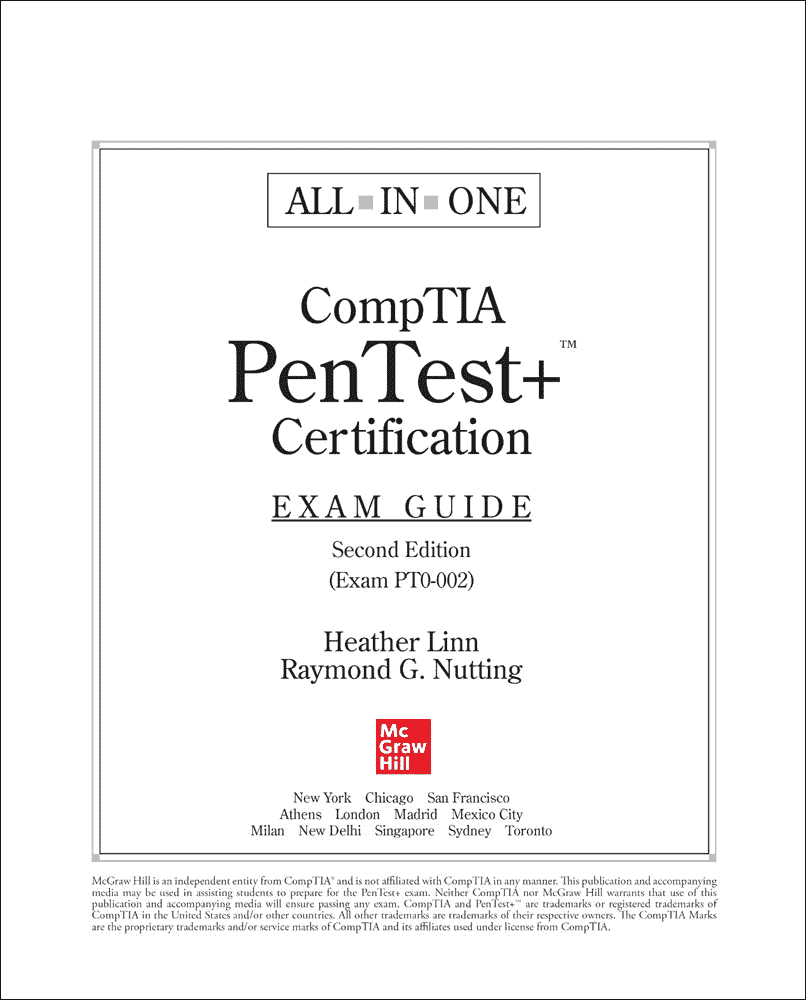 ALL ■ IN ■ ONE
CompTIA
PenTest+™
Certification
EXAM GUIDE
Second Edition
(Exam PT0-002)
Heather Linn
Raymond G. Nutting
Mc
Graw
Hill
New York Chicago San Francisco
Athens London Madrid Mexico City
Milan New Delhi Singapore Sydney Toronto
McGraw Hill is an independent entity from CompTIA® and is not affiliated with CompTIA in any manner. This publication and accompanying
media may be used in assisting students to prepare for the PenTest+ exam. Neither CompTIA nor McGraw Hill warrants that use of this
publication and accompanying media will ensure passing any exam. CompTIA and PenTest+™ are trademarks or registered trademarks of
CompTIA in the United States and/or other countries. All other trademarks are trademarks of their respective owners. The CompTIA Marks
are the proprietary trademarks and/or service marks of CompTIA and its affiliates used under license from CompTIA.